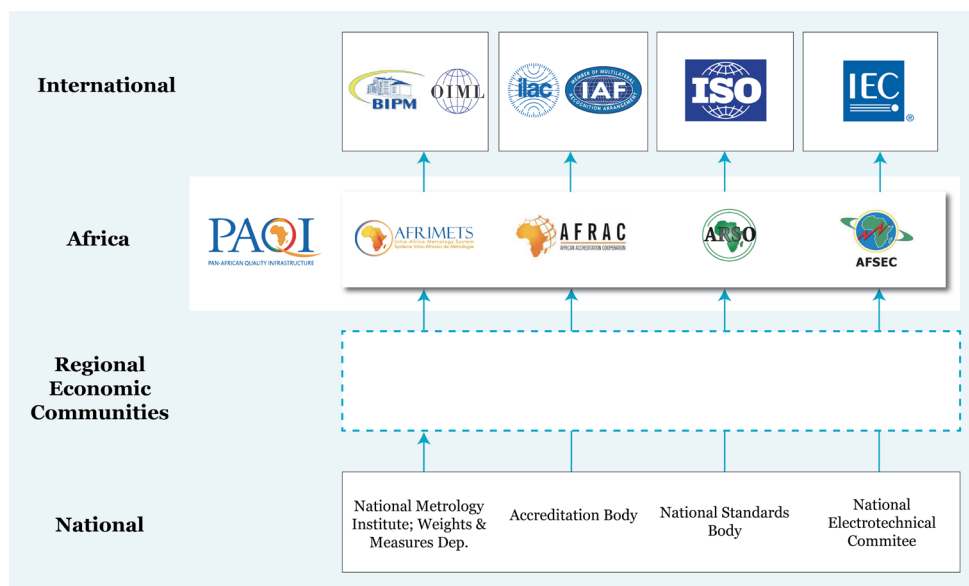 International
BIPM
OIML
ilac
MEMBER OF MULTILATERAL
IAF
RECOGNITION ARRANGEMENT
ISO
IEC
®
Africa
PAQI
PAN-AFRICAN QUALITY INFRASTRUCTURE
AFRIMETS
Intra-Africa Metrology System
Système Intra-Africain de Métrologie
AFRAC
AFRICAN ACCREDITATION COOPERATION
ARSO
AFSEC
Regional
Economic
Communities
National
National Metrology
Institute; Weights &
Measures Dep.
Accreditation Body
National Standards
Body
National
Electrotechnical
Commitee